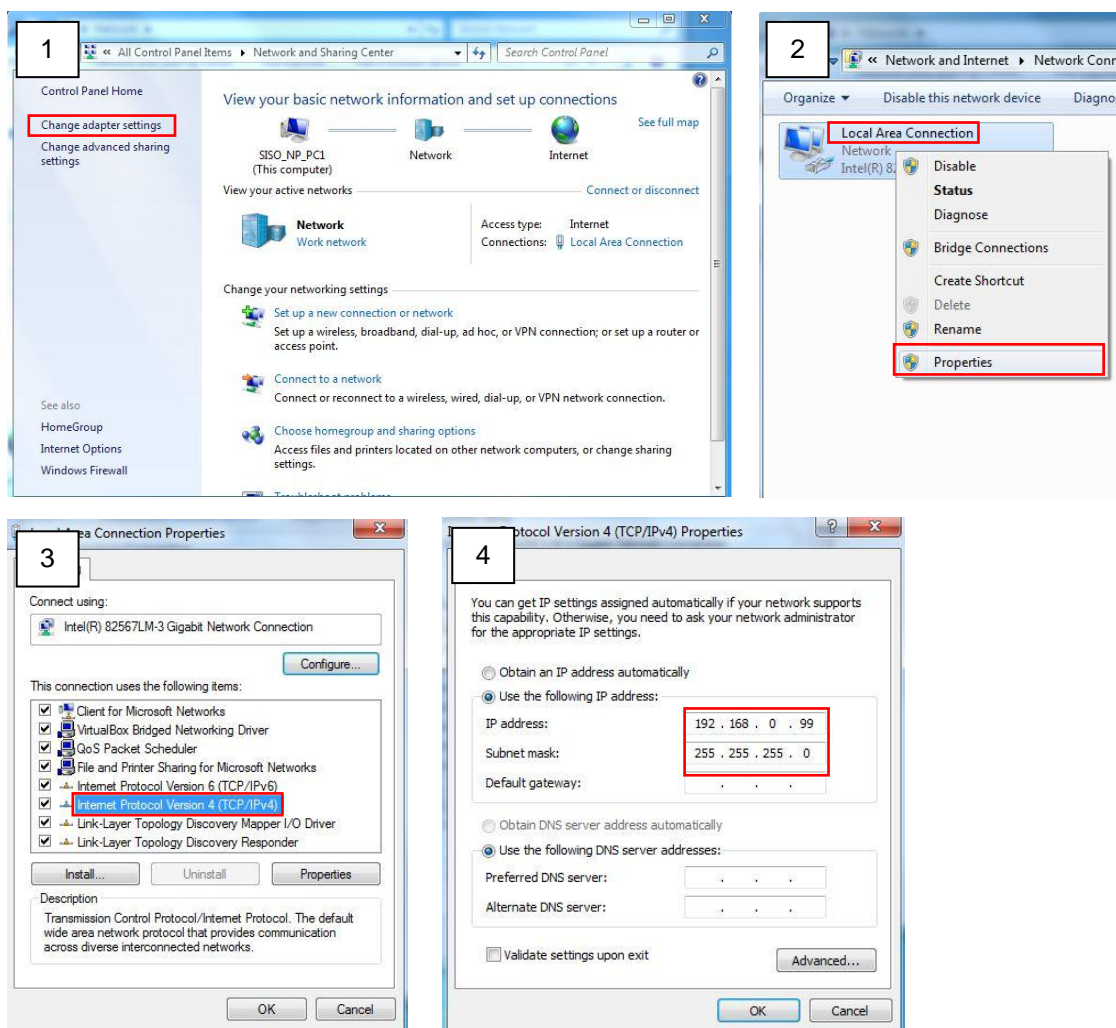 1
« All Control Panel Items ▸ Network and Sharing Center
Search Control Panel
Control Panel Home
Change adapter settings
Change advanced sharing
settings
See also
HomeGroup
Internet Options
Windows Firewall
View your basic network information and set up connections
See full map
SISO_NP_PC1
(This computer)
Network
Internet
View your active networks
Connect or disconnect
Network
Work network
Access type: Internet
Connections: Local Area Connection
Change your networking settings
Set up a new connection or network
Set up a wireless, broadband, dial-up, ad hoc, or VPN connection; or set up a router or
access point.
Connect to a network
Connect or reconnect to a wireless, wired, dial-up, or VPN network connection.
Choose homegroup and sharing options
Access files and printers located on other network computers, or change sharing
settings.
2
« Network and Internet ▸ Network Conn
Organize Disable this network device Diagno
Local Area Connection
Network
Intel(R) 82
Disable
Status
Diagnose
Bridge Connections
Create Shortcut
Delete
Rename
Properties
3
ea Connection Properties
Connect using:
Intel(R) 82567LM-3 Gigabit Network Connection
Configure...
This connection uses the following items:
Client for Microsoft Networks
VirtualBox Bridged Networking Driver
QoS Packet Scheduler
File and Printer Sharing for Microsoft Networks
Internet Protocol Version 6 (TCP/IPv6)
Internet Protocol Version 4 (TCP/IPv4)
Link-Layer Topology Discovery Mapper I/O Driver
Link-Layer Topology Discovery Responder
Install... Uninstall Properties
Description
Transmission Control Protocol/Internet Protocol. The default
wide area network protocol that provides communication
across diverse interconnected networks.
OK Cancel
4
otocol Version 4 (TCP/IPv4) Properties
You can get IP settings assigned automatically if your network supports
this capability. Otherwise, you need to ask your network administrator
for the appropriate IP settings.
Obtain an IP address automatically
Use the following IP address:
IP address: 192 . 168 . 0 . 99
Subnet mask: 255 . 255 . 255 . 0
Default gateway: . . .
Obtain DNS server address automatically
Use the following DNS server addresses:
Preferred DNS server: . . .
Alternate DNS server: . . .
Validate settings upon exit
Advanced...
OK Cancel